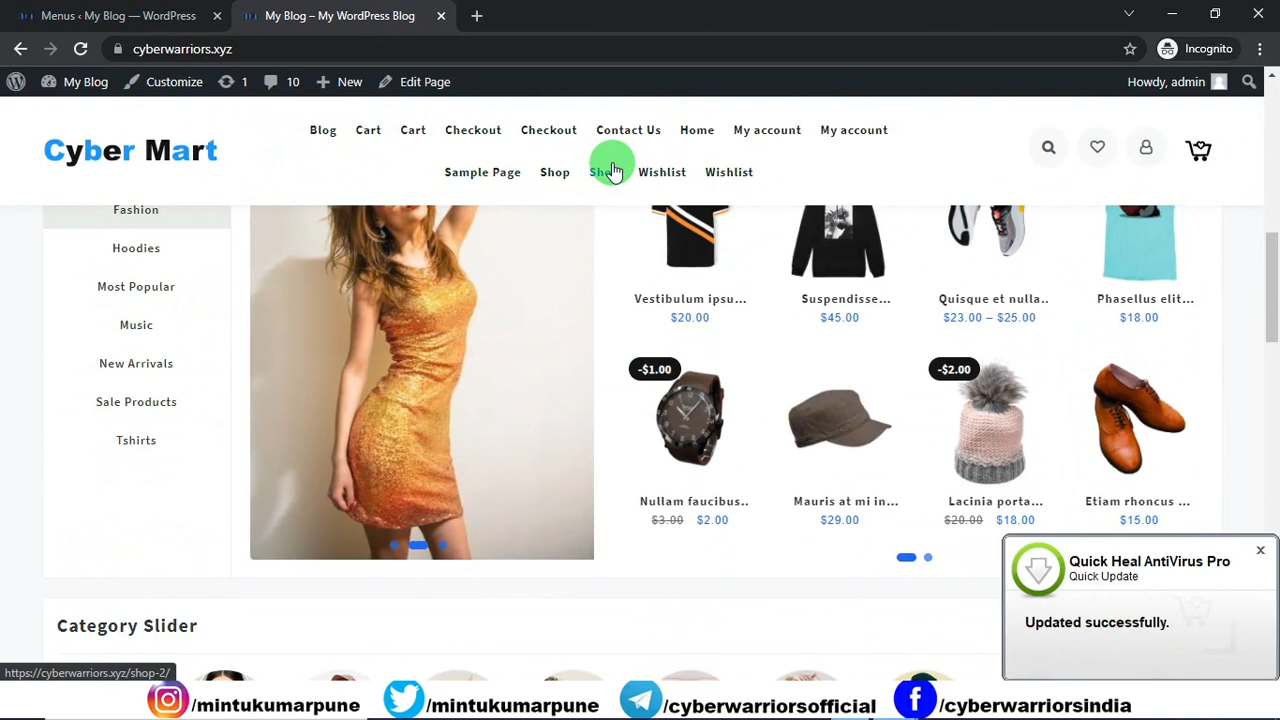 Menus ‹ My Blog — WordPress
My Blog – My WordPress Blog
cyberwarriors.xyz
Incognito
My Blog
Customize
1
10
New
Edit Page
Howdy, admin
Cyber Mart
Blog Cart Cart Checkout Checkout Contact Us Home My account My account
Sample Page Shop Shop Wishlist Wishlist
Fashion
Hoodies
Most Popular
Music
New Arrivals
Sale Products
Tshirts
Vestibulum ipsu...
$20.00
Suspendisse...
$45.00
Quisque et nulla..
$23.00 – $25.00
Phasellus elit...
$18.00
-$1.00
Nullam faucibus..
$3.00 $2.00
Mauris at mi in...
$29.00
-$2.00
Lacinia porta...
$20.00 $18.00
Etiam rhoncus ...
$15.00
Category Slider
Quick Heal AntiVirus Pro
Quick Update
Updated successfully.
https://cyberwarriors.xyz/shop-2/
/mintukumarpune
/mintukumarpune
/cyberwarriorsofficial
/cyberwarriorsindia